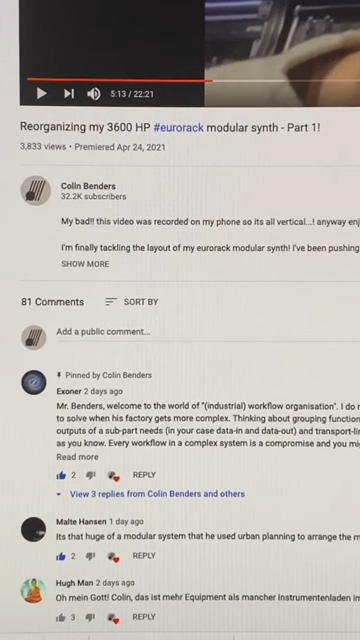 5:13 / 22:21
Reorganizing my 3600 HP #eurorack modular synth - Part 1!
3,833 views • Premiered Apr 24, 2021
Colin Benders
32.2K subscribers
My bad!! this video was recorded on my phone so its all vertical...! anyway enj
I'm finally tackling the layout of my eurorack modular synth! I've been pushing
SHOW MORE
81 Comments SORT BY
Add a public comment...
Pinned by Colin Benders
Exoner 2 days ago
Mr. Benders, welcome to the world of "(industrial) workflow organisation". I do
to solve when his factory gets more complex. Thinking about grouping function
outputs of a sub-part needs (in your case data-in and data-out) and transport-li
as you know. Every workflow in a complex system is a compromise and you mi
Read more
2 REPLY
View 3 replies from Colin Benders and others
Malte Hansen 1 day ago
Its that huge of a modular system that he used urban planning to arrange the m
2 REPLY
Hugh Man 2 days ago
Oh mein Gott! Colin, das ist mehr Equipment als mancher Instrumentenladen im
3 REPLY